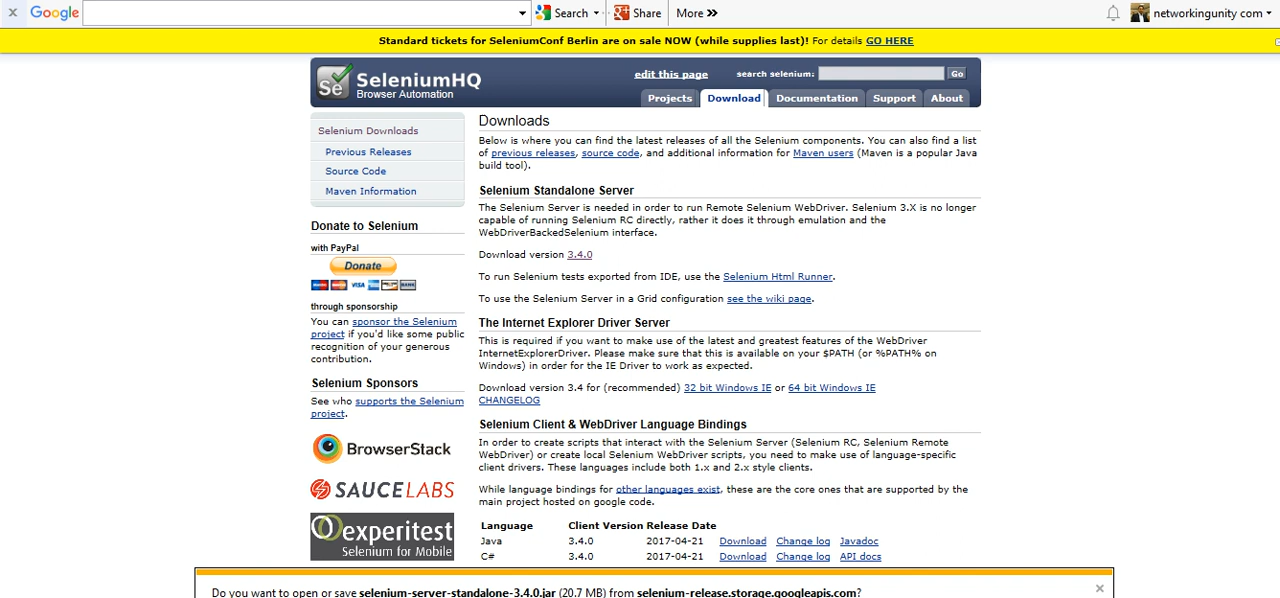 X Google Search Share More »
networkingunity com
Standard tickets for SeleniumConf Berlin are on sale NOW (while supplies last)! For details GO HERE
Se SeleniumHQ
Browser Automation
edit this page search selenium: Go
Projects Download Documentation Support About
Selenium Downloads
Previous Releases
Source Code
Maven Information
Donate to Selenium
with PayPal
Donate
VISA BANK
through sponsorship
You can sponsor the Selenium
project if you'd like some public
recognition of your generous
contribution.
Selenium Sponsors
See who supports the Selenium
project.
BrowserStack
SAUCELABS
experitest
Selenium for Mobile
Downloads
Below is where you can find the latest releases of all the Selenium components. You can also find a list
of previous releases, source code, and additional information for Maven users (Maven is a popular Java
build tool).
Selenium Standalone Server
The Selenium Server is needed in order to run Remote Selenium WebDriver. Selenium 3.X is no longer
capable of running Selenium RC directly, rather it does it through emulation and the
WebDriverBackedSelenium interface.
Download version 3.4.0
To run Selenium tests exported from IDE, use the Selenium Html Runner.
To use the Selenium Server in a Grid configuration see the wiki page.
The Internet Explorer Driver Server
This is required if you want to make use of the latest and greatest features of the WebDriver
InternetExplorerDriver. Please make sure that this is available on your $PATH (or %PATH% on
Windows) in order for the IE Driver to work as expected.
Download version 3.4 for (recommended) 32 bit Windows IE or 64 bit Windows IE
CHANGELOG
Selenium Client & WebDriver Language Bindings
In order to create scripts that interact with the Selenium Server (Selenium RC, Selenium Remote
WebDriver) or create local Selenium WebDriver scripts, you need to make use of language-specific
client drivers. These languages include both 1.x and 2.x style clients.
While language bindings for other languages exist, these are the core ones that are supported by the
main project hosted on google code.
Language Client Version Release Date
Java 3.4.0 2017-04-21 Download Change log Javadoc
C# 3.4.0 2017-04-21 Download Change log API docs
Do you want to open or save selenium-server-standalone-3.4.0.jar (20.7 MB) from selenium-release.storage.googleapis.com?